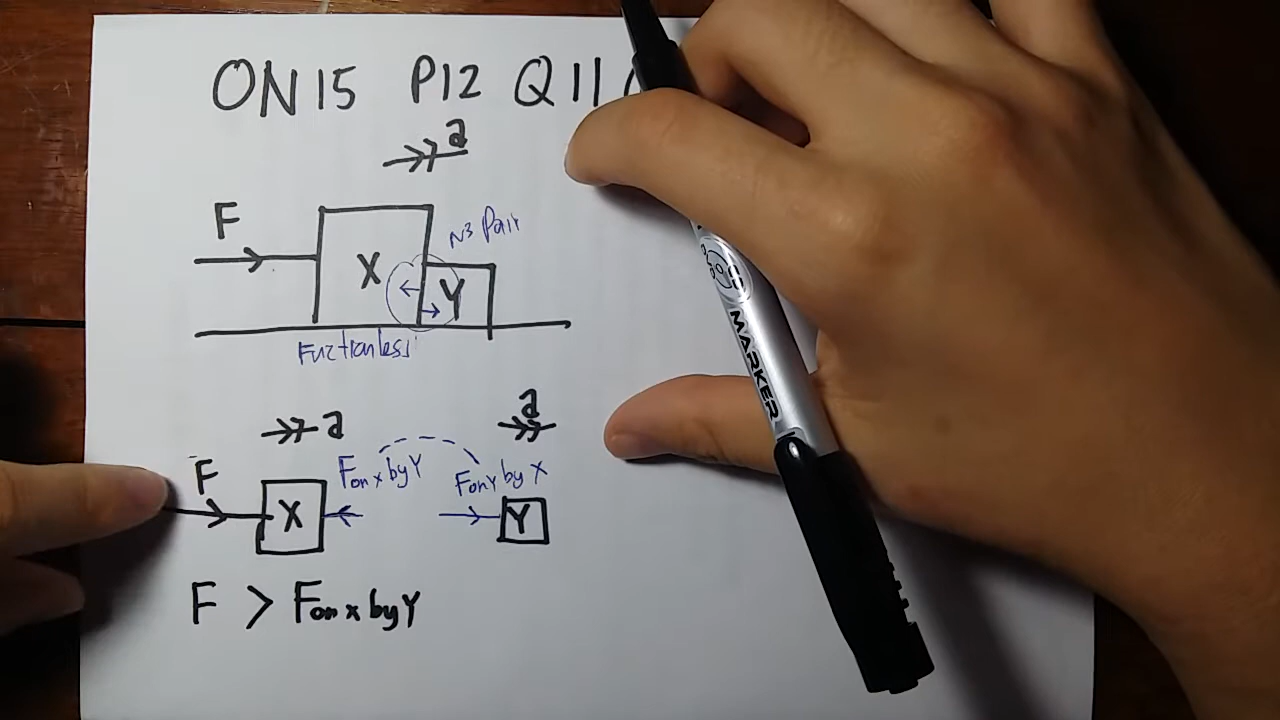 ON15 P12 Q11
a
F
N3 Pair
X
Y
Frictionless
a
a
F
Fon x by Y
Fon Y by X
X
Y
F > Fon x by Y
MARKER